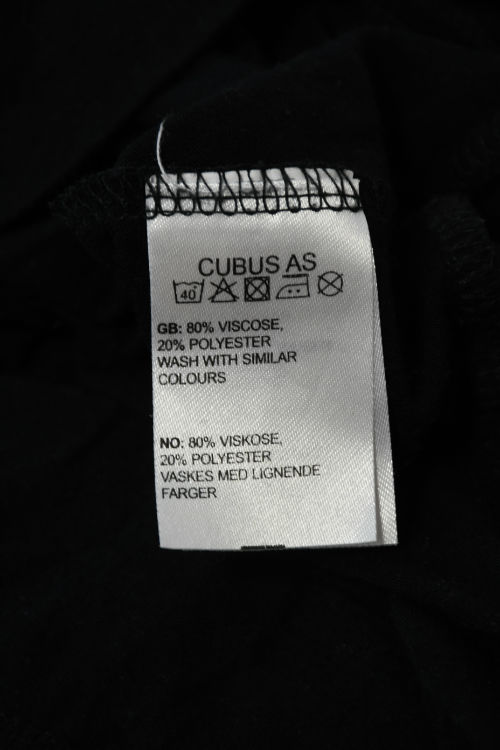 CUBUS AS
40
GB: 80% VISCOSE,
20% POLYESTER
WASH WITH SIMILAR
COLOURS
NO: 80% VISKOSE,
20% POLYESTER
VASKES MED LIGNENDE
FARGER